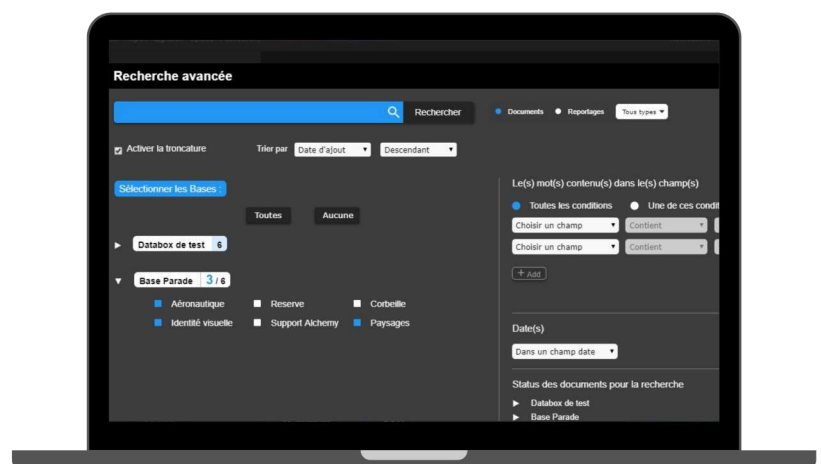 Recherche avancée
Rechercher
Documents Reportages Tous types
Activer la troncature Trier par Date d'ajout Descendant
Sélectionner les Bases :
Toutes Aucune
Databox de test 6
Base Parade 3 / 6
Aéronautique Reserve Corbeille
Identité visuelle Support Alchemy Paysages
Le(s) mot(s) contenu(s) dans le(s) champ(s)
Toutes les conditions Une de ces condit
Choisir un champ Contient
Choisir un champ Contient
+ Add
Date(s)
Dans un champ date
Status des documents pour la recherche
Databox de test
Base Parade